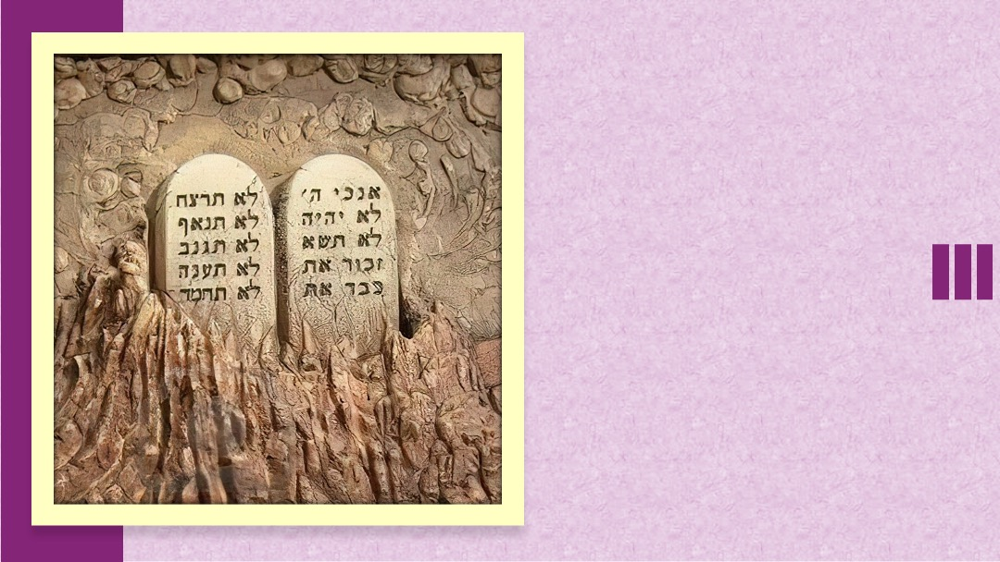 אנכי ה'
לא יהיה
לא תשא
זכור את
כבד את
לא תרצח
לא תנאף
לא תגנב
לא תענה
לא תחמד